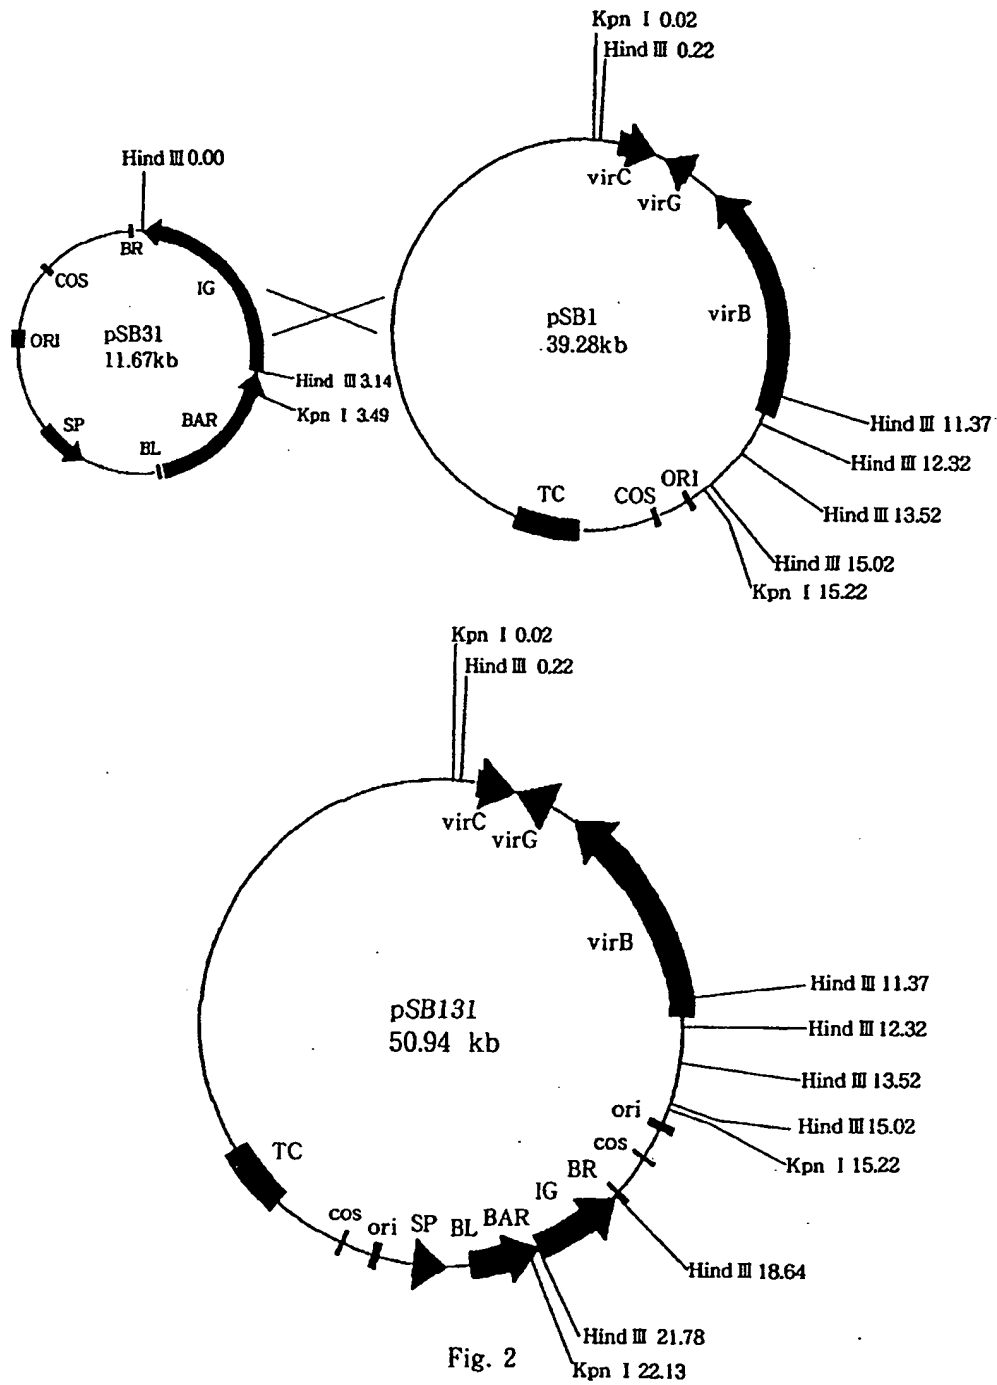 Kpn I 0.02
Hind III 0.22
Hind III 0.00
virC
virG
BR
COS
IG
pSB31
11.67kb
ORI
pSB1
39.28kb
virB
Hind III 3.14
Kpn I 3.49
BAR
SP
BL
Hind III 11.37
Hind III 12.32
ORI
COS
TC
Hind III 13.52
Hind III 15.02
Kpn I 15.22
Kpn I 0.02
Hind III 0.22
virC
virG
virB
Hind III 11.37
pSB131
50.94 kb
Hind III 12.32
Hind III 13.52
ori
Hind III 15.02
cos
Kpn I 15.22
TC
BR
IG
BAR
BL
SP
ori
cos
Hind III 18.64
Hind III 21.78
Kpn I 22.13
Fig. 2